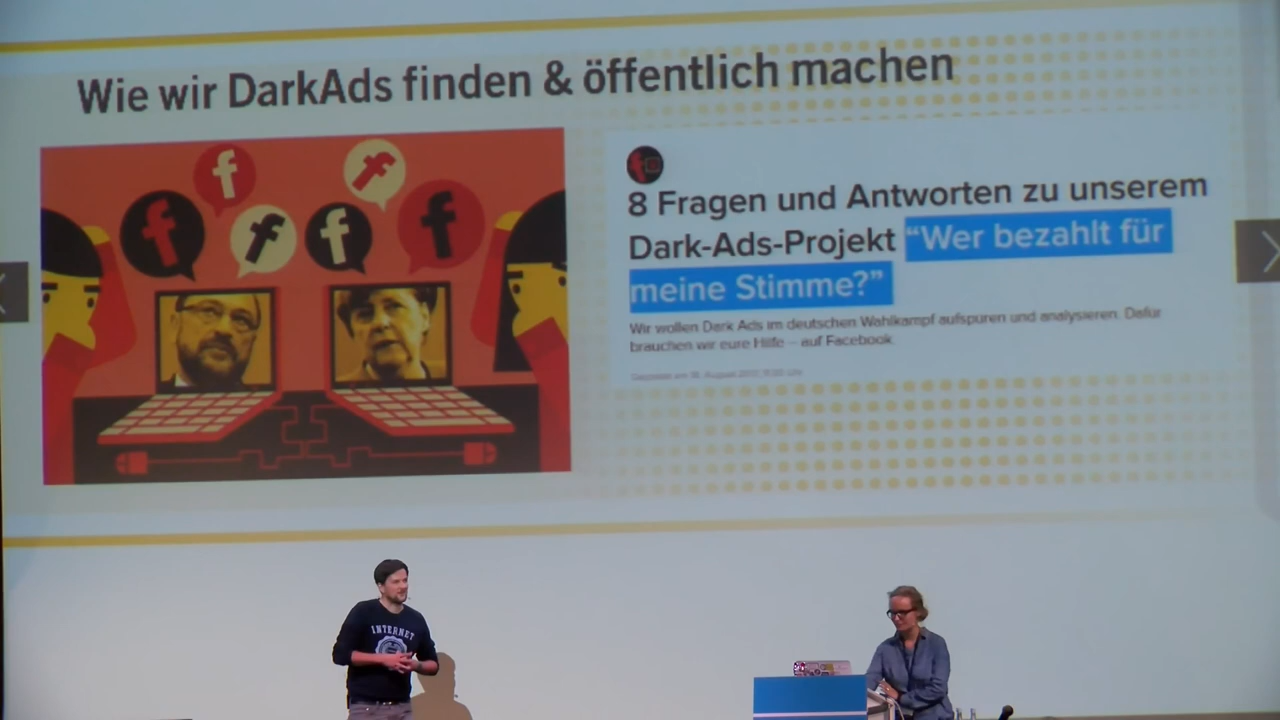 Wie wir DarkAds finden & öffentlich machen
8 Fragen und Antworten zu unserem
Dark-Ads-Projekt “Wer bezahlt für
meine Stimme?”
Wir wollen Dark Ads im deutschen Wahlkampf aufspüren und analysieren. Dafür
brauchen wir eure Hilfe – auf Facebook.
INTERNET